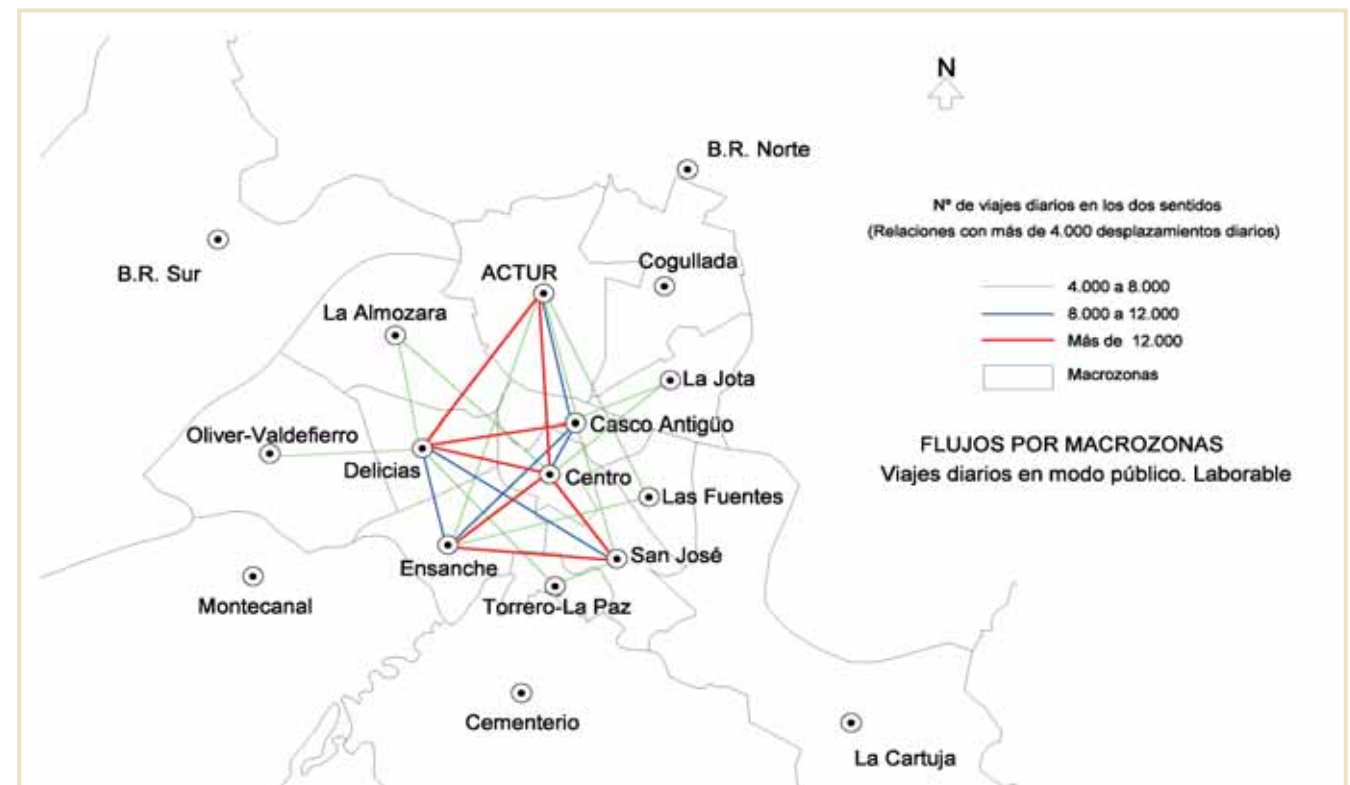 N
B.R. Norte
Nº de viajes diarios en los dos sentidos
(Relaciones con más de 4.000 desplazamientos diarios)
B.R. Sur
ACTUR
Cogullada
4.000 a 8.000
La Almozara
8.000 a 12.000
Más de 12.000
La Jota
Macrozonas
Casco Antigüo
Oliver-Valdefierro
FLUJOS POR MACROZONAS
Delicias
Centro
Viajes diarios en modo público. Laborable
Las Fuentes
San José
Ensanche
Montecanal
Torrero-La Paz
Cementerio
La Cartuja